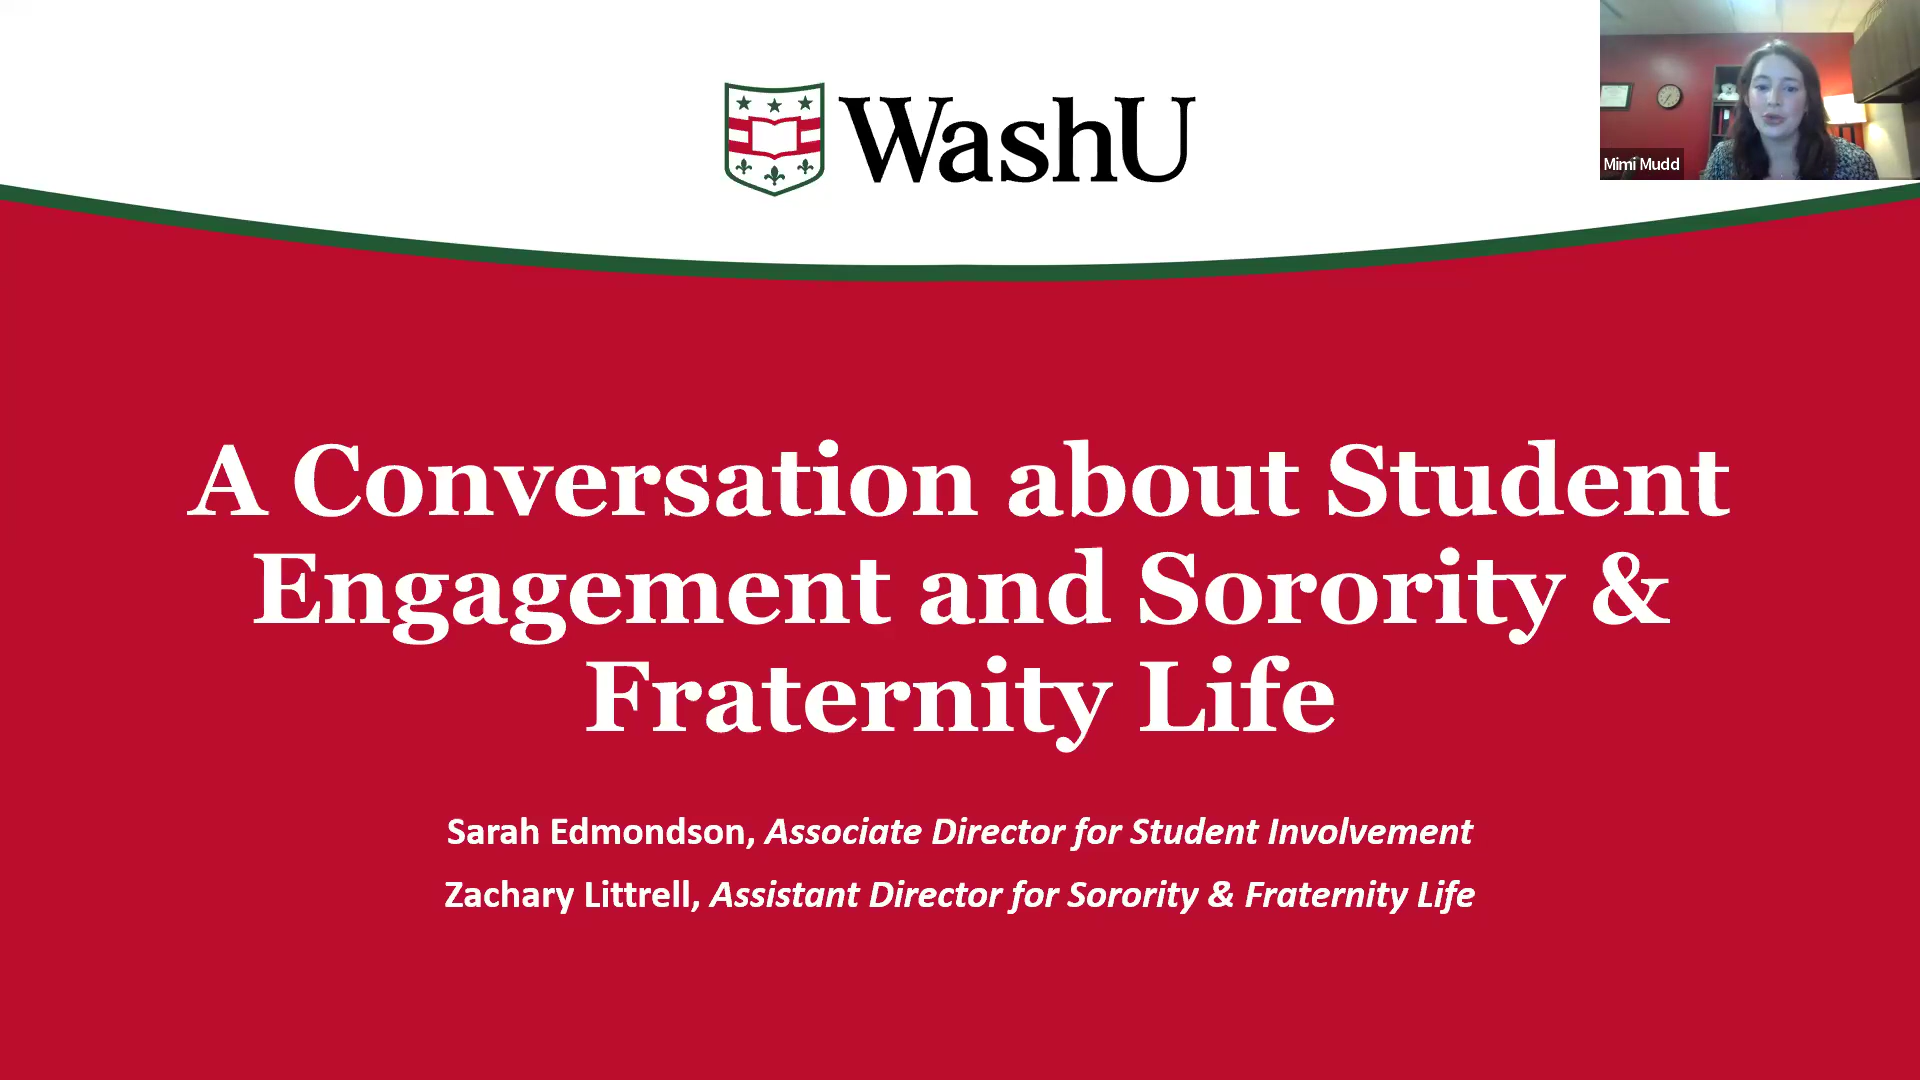 WashU
Mimi Mudd
A Conversation about Student
Engagement and Sorority &
Fraternity Life
Sarah Edmondson, Associate Director for Student Involvement
Zachary Littrell, Assistant Director for Sorority & Fraternity Life